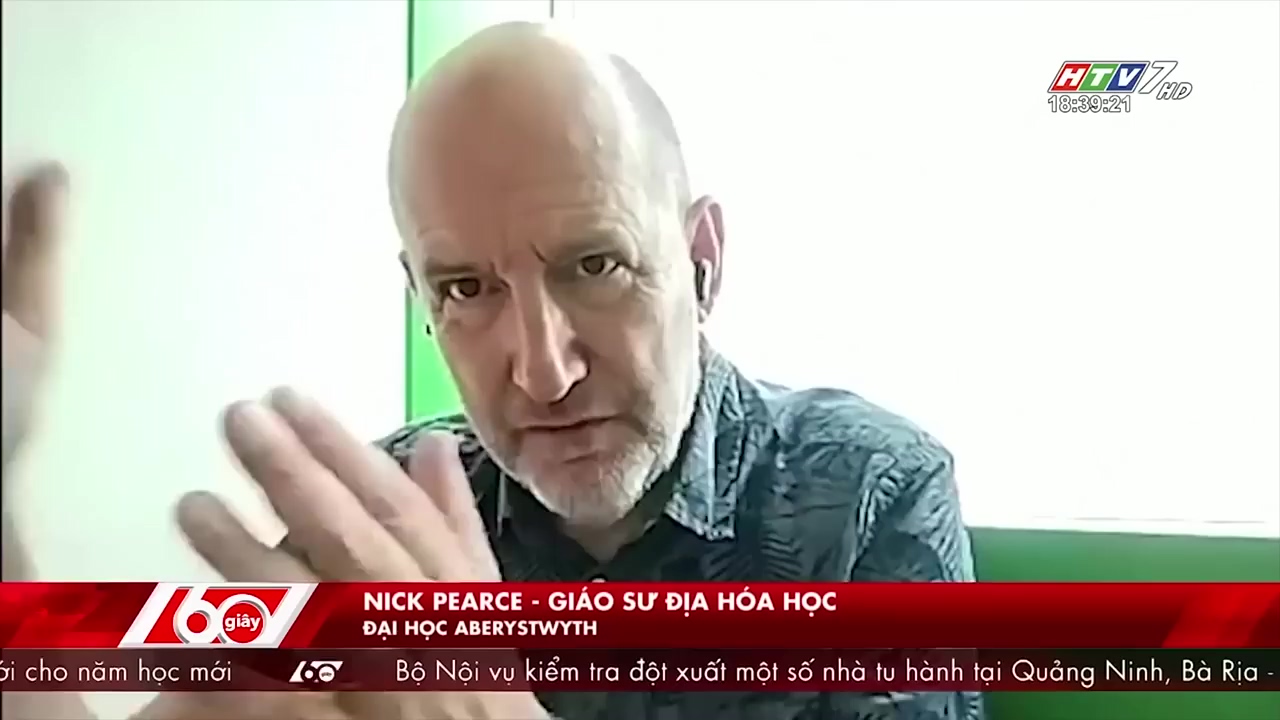 HTV7 HD
18:39:21
60 giây
NICK PEARCE - GIÁO SƯ ĐỊA HÓA HỌC
ĐẠI HỌC ABERYSTWYTH
cho năm học mới 60 giây Bộ Nội vụ kiểm tra đột xuất một số nhà tu hành tại Quảng Ninh, Bà Rịa -